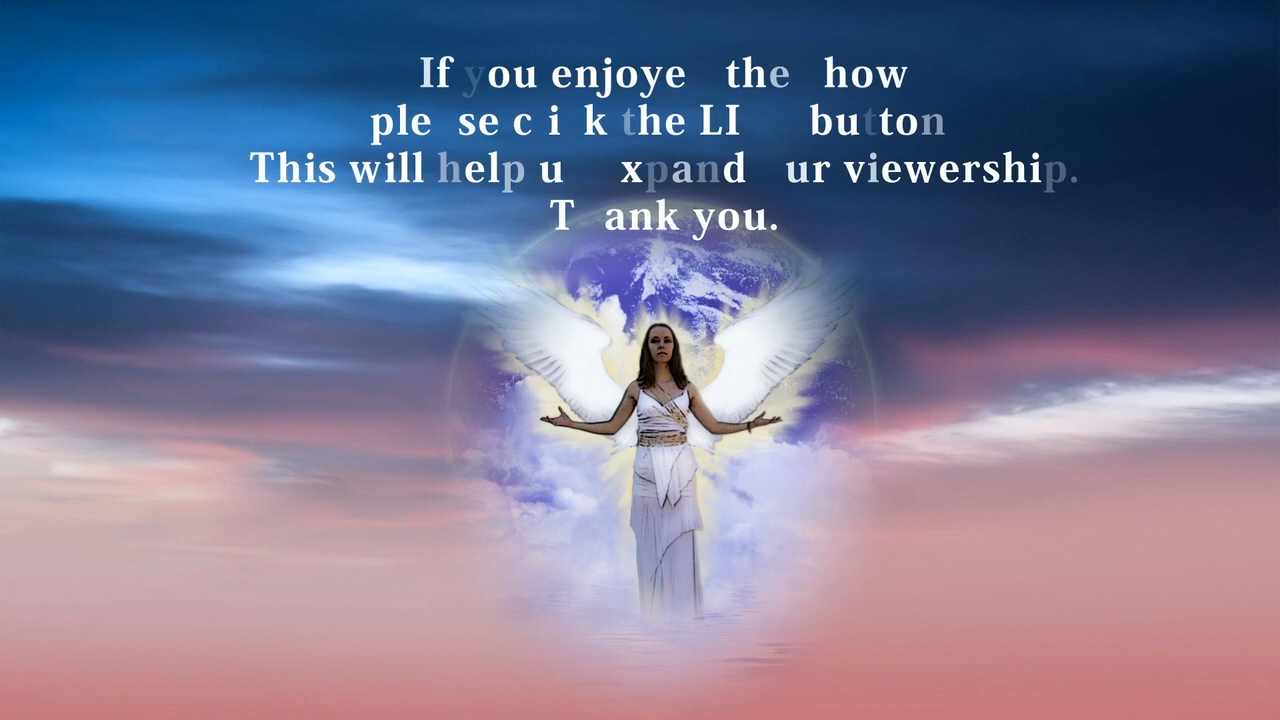 If you enjoye the how
ple se c i k the LI button
This will help u xpand ur viewership.
T ank you.